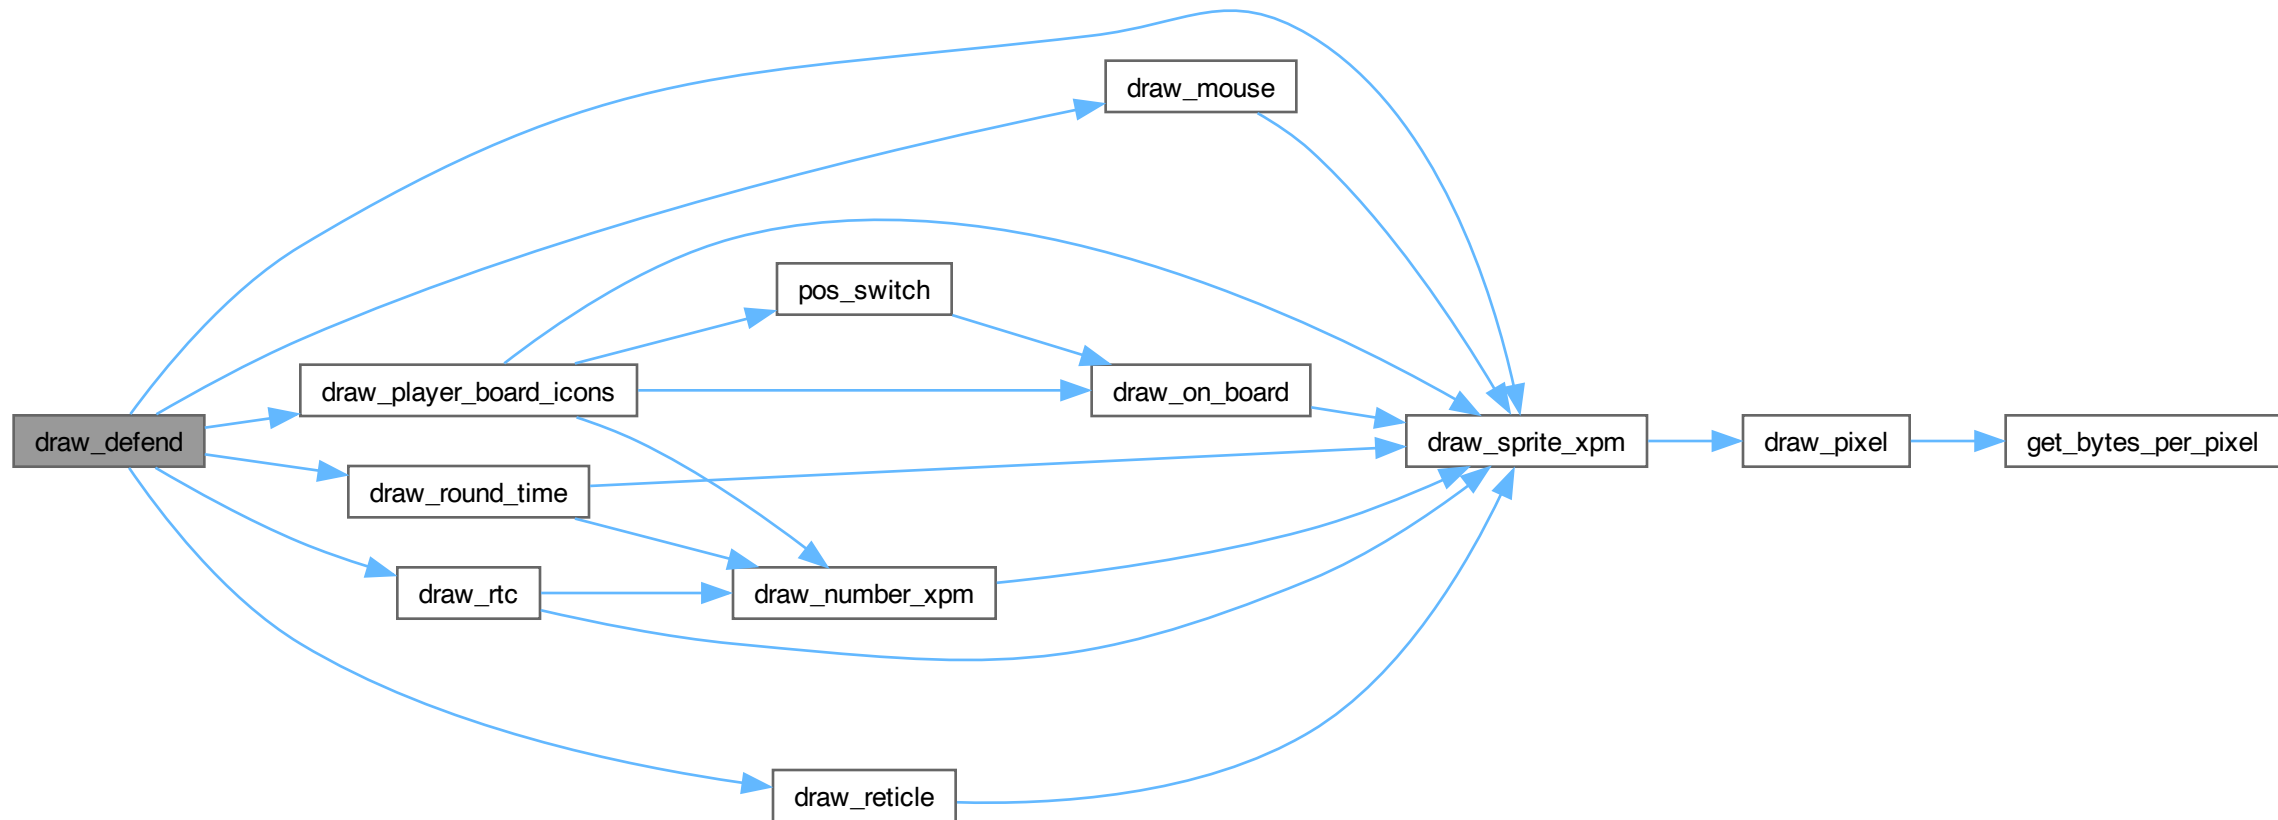 draw_mouse
pos_switch
draw_player_board_icons
draw_on_board
draw_defend
draw_sprite_xpm
draw_pixel
get_bytes_per_pixel
draw_round_time
draw_rtc
draw_number_xpm
draw_reticle